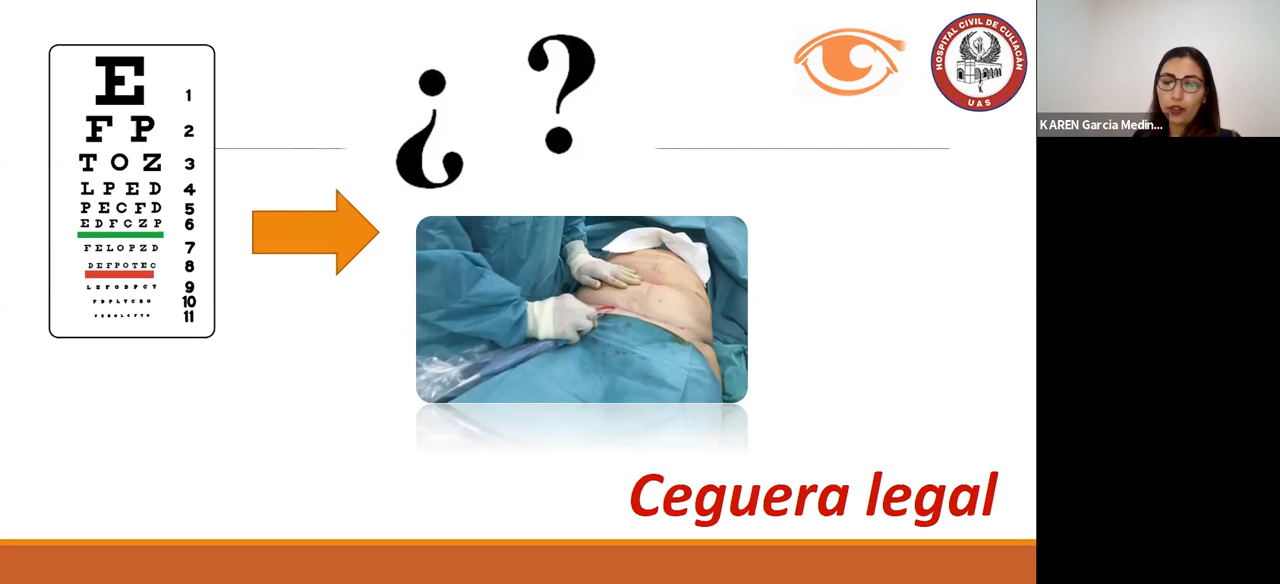 E 1
F P 2
T O Z 3
L P E D 4
P E C F D 5
E D F C Z P 6
F E L O P Z D 7
D E F P O T E C 8
L E F O D P C T 9
F D P L T C E O 10
P E Z O L C F T D 11
¿ ?
HOSPITAL CIVIL DE CULIACÁN
UAS
KAREN Garcia Medin...
Ceguera legal